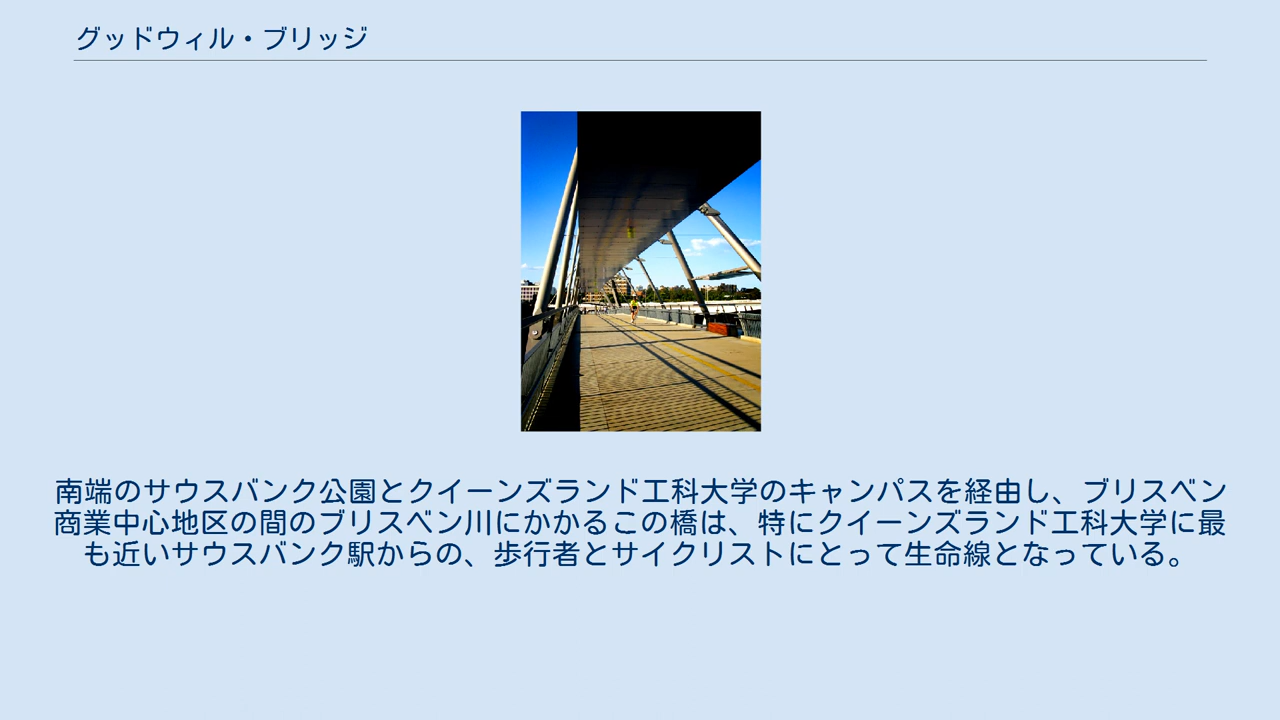 グッドウィル・ブリッジ
南端のサウスバンク公園とクイーンズランド工科大学のキャンパスを経由し、ブリスベン
商業中心地区の間のブリスベン川にかかるこの橋は、特にクイーンズランド工科大学に最
も近いサウスバンク駅からの、歩行者とサイクリストにとって生命線となっている。